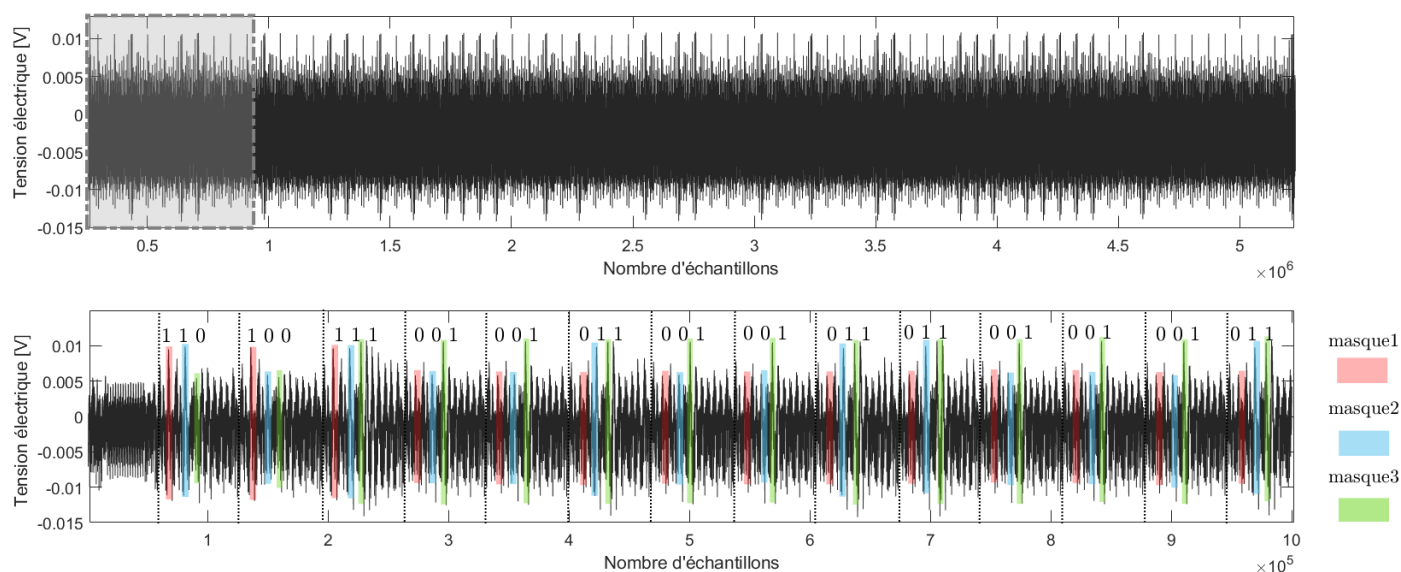 0.01
0.005
0
-0.005
-0.01
-0.015
Tension électrique [V]
0.5 1 1.5 2 2.5 3 3.5 4 4.5 5
Nombre d'échantillons
×10⁶
1 1 0 1 0 0 1 1 1 0 0 1 0 0 1 0 1 1 0 0 1 0 0 1 0 1 1 0 1 1 0 0 1 0 0 1 0 0 1 0 1 1
0.01
0.005
0
-0.005
-0.01
-0.015
Tension électrique [V]
1 2 3 4 5 6 7 8 9 10
Nombre d'échantillons
×10⁵
masque1
masque2
masque3